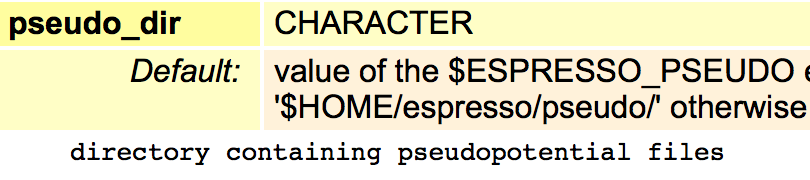 pseudo_dir CHARACTER
Default: value of the $ESPRESSO_PSEUDO
'$HOME/espresso/pseudo/' otherwise
directory containing pseudopotential files